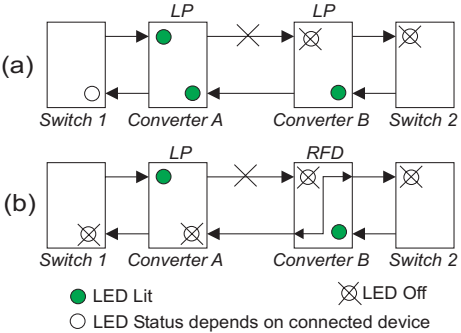 LP LP
(a)
Switch 1 Converter A Converter B Switch 2
LP RFD
(b)
Switch 1 Converter A Converter B Switch 2
LED Lit LED Off
LED Status depends on connected device